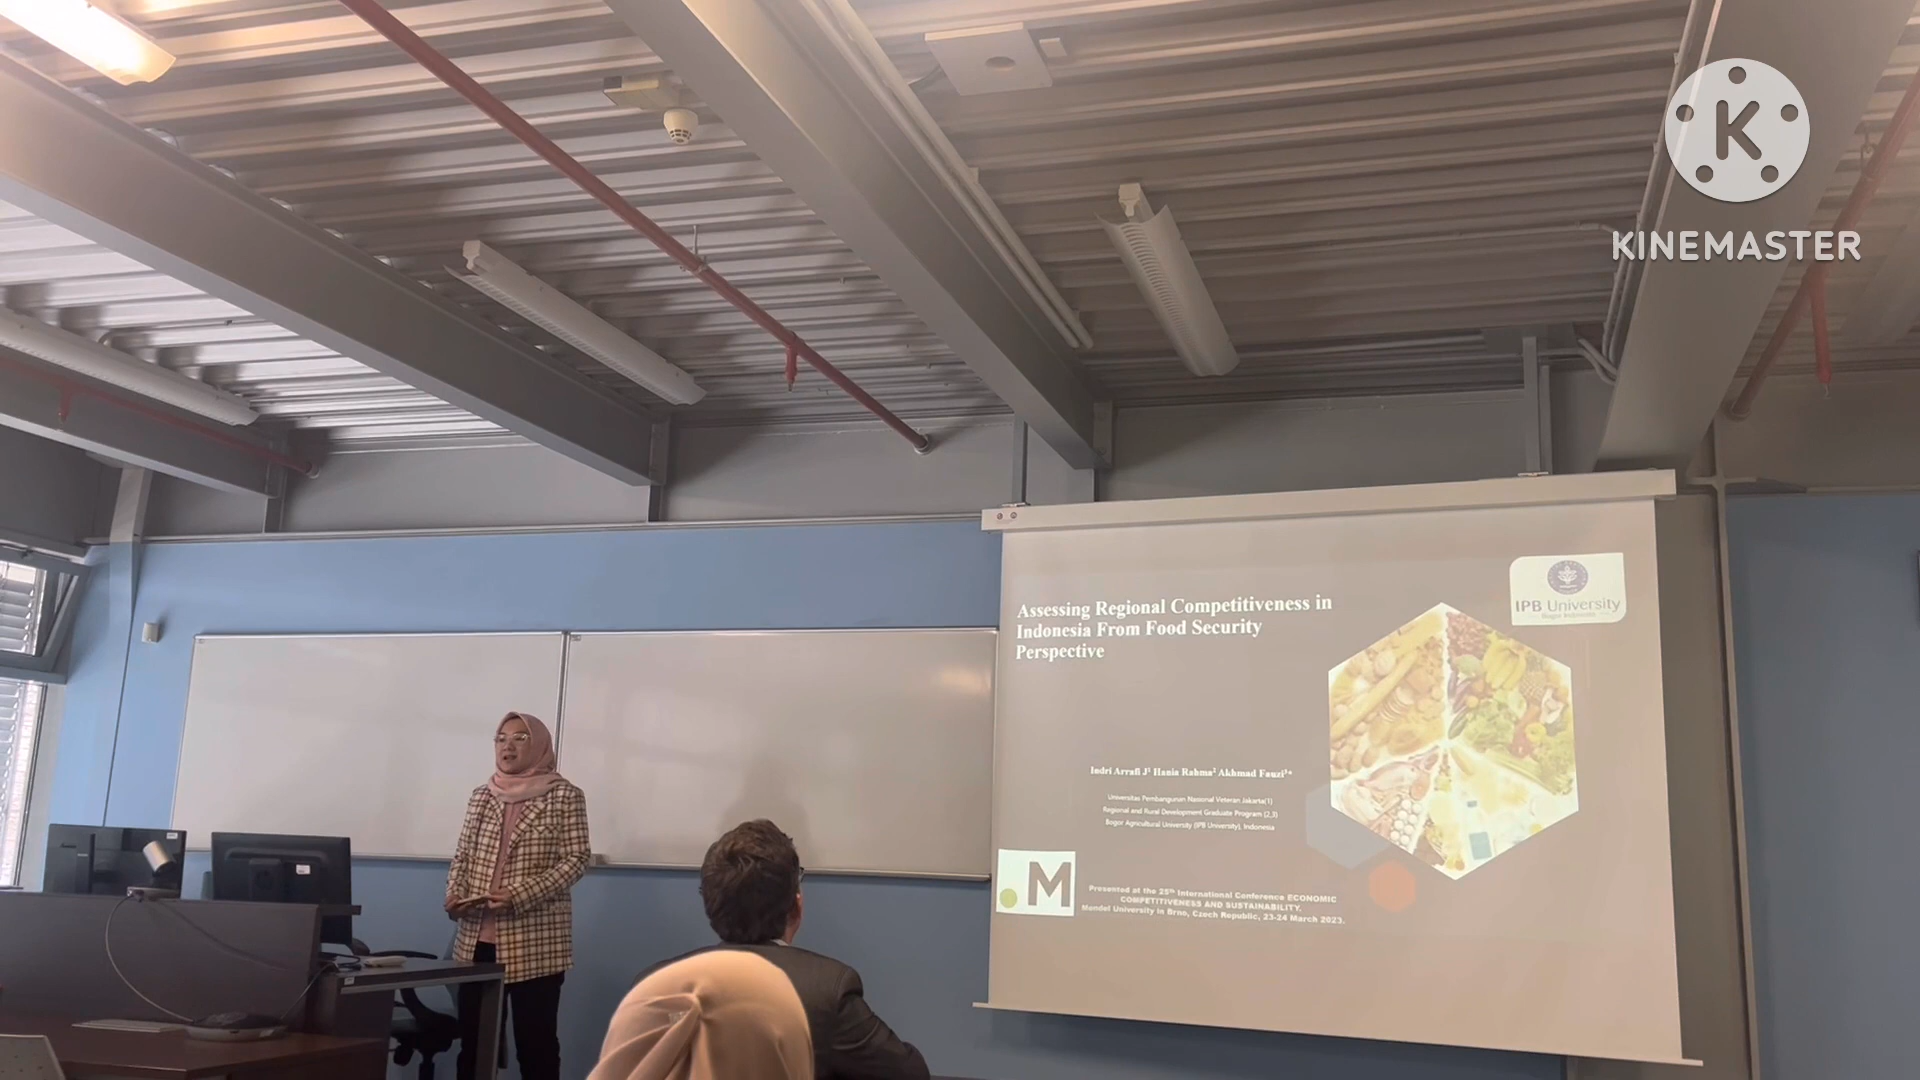 K
KINEMASTER
IPB University
Bogor Indonesia
Assessing Regional Competitiveness in
Indonesia From Food Security
Perspective
Indri Arrafi J¹ Hania Rahma² Akhmad Fauzi³*
Universitas Pembangunan Nasional Veteran Jakarta(1)
Regional and Rural Development Graduate Program (2,3)
Bogor Agricultural University (IPB University), Indonesia
.M
Presented at the 25th International Conference ECONOMIC
COMPETITIVENESS AND SUSTAINABILITY.
Mendel University in Brno, Czech Republic, 23-24 March 2023.